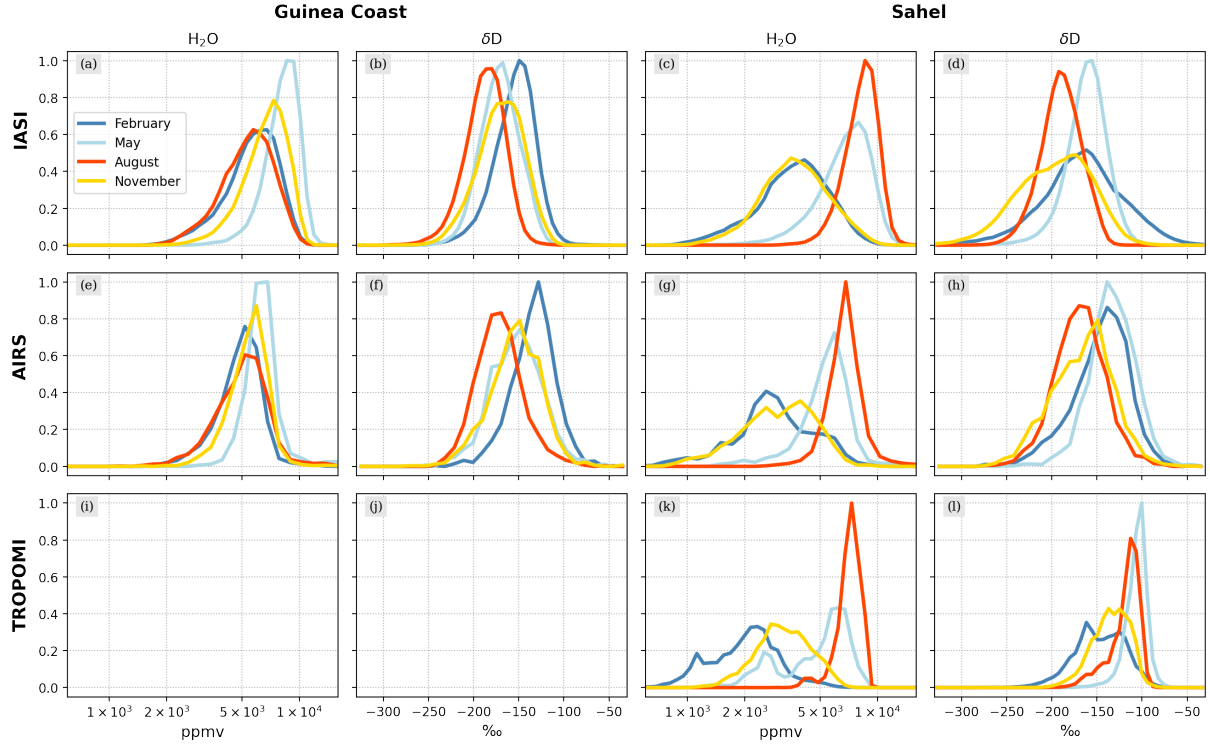 Guinea Coast Sahel
H₂O δD H₂O δD
IASI
(a) (b) (c) (d)
1.0
0.8
0.6
0.4
0.2
0.0
February
May
August
November
AIRS
(e) (f) (g) (h)
1.0
0.8
0.6
0.4
0.2
0.0
TROPOMI
(i) (j) (k) (l)
1.0
0.8
0.6
0.4
0.2
0.0
1 × 10³ 2 × 10³ 5 × 10³ 1 × 10⁴ −300 −250 −200 −150 −100 −50 1 × 10³ 2 × 10³ 5 × 10³ 1 × 10⁴ −300 −250 −200 −150 −100 −50
ppmv ‰ ppmv ‰